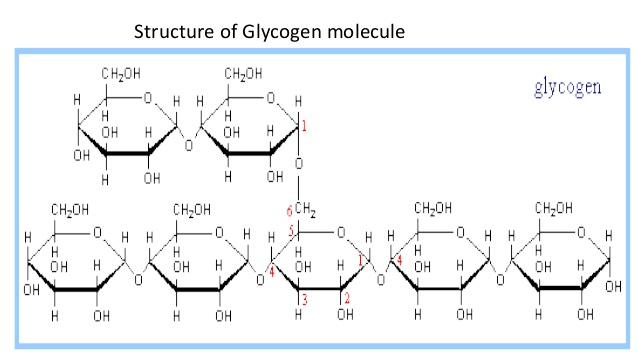 Structure of Glycogen molecule
glycogen
CH₂OH CH₂OH
H O H H O H
H H
OH H OH H 1
OH O O
H OH H OH
6 CH₂
CH₂OH CH₂OH CH₂OH CH₂OH
H O H H O H H 5 O H H O H H O H
H H H H H
OH H OH H 4 OH H 1 4 OH H OH H
OH O O O O OH
3 2
H OH H OH H OH H OH H OH